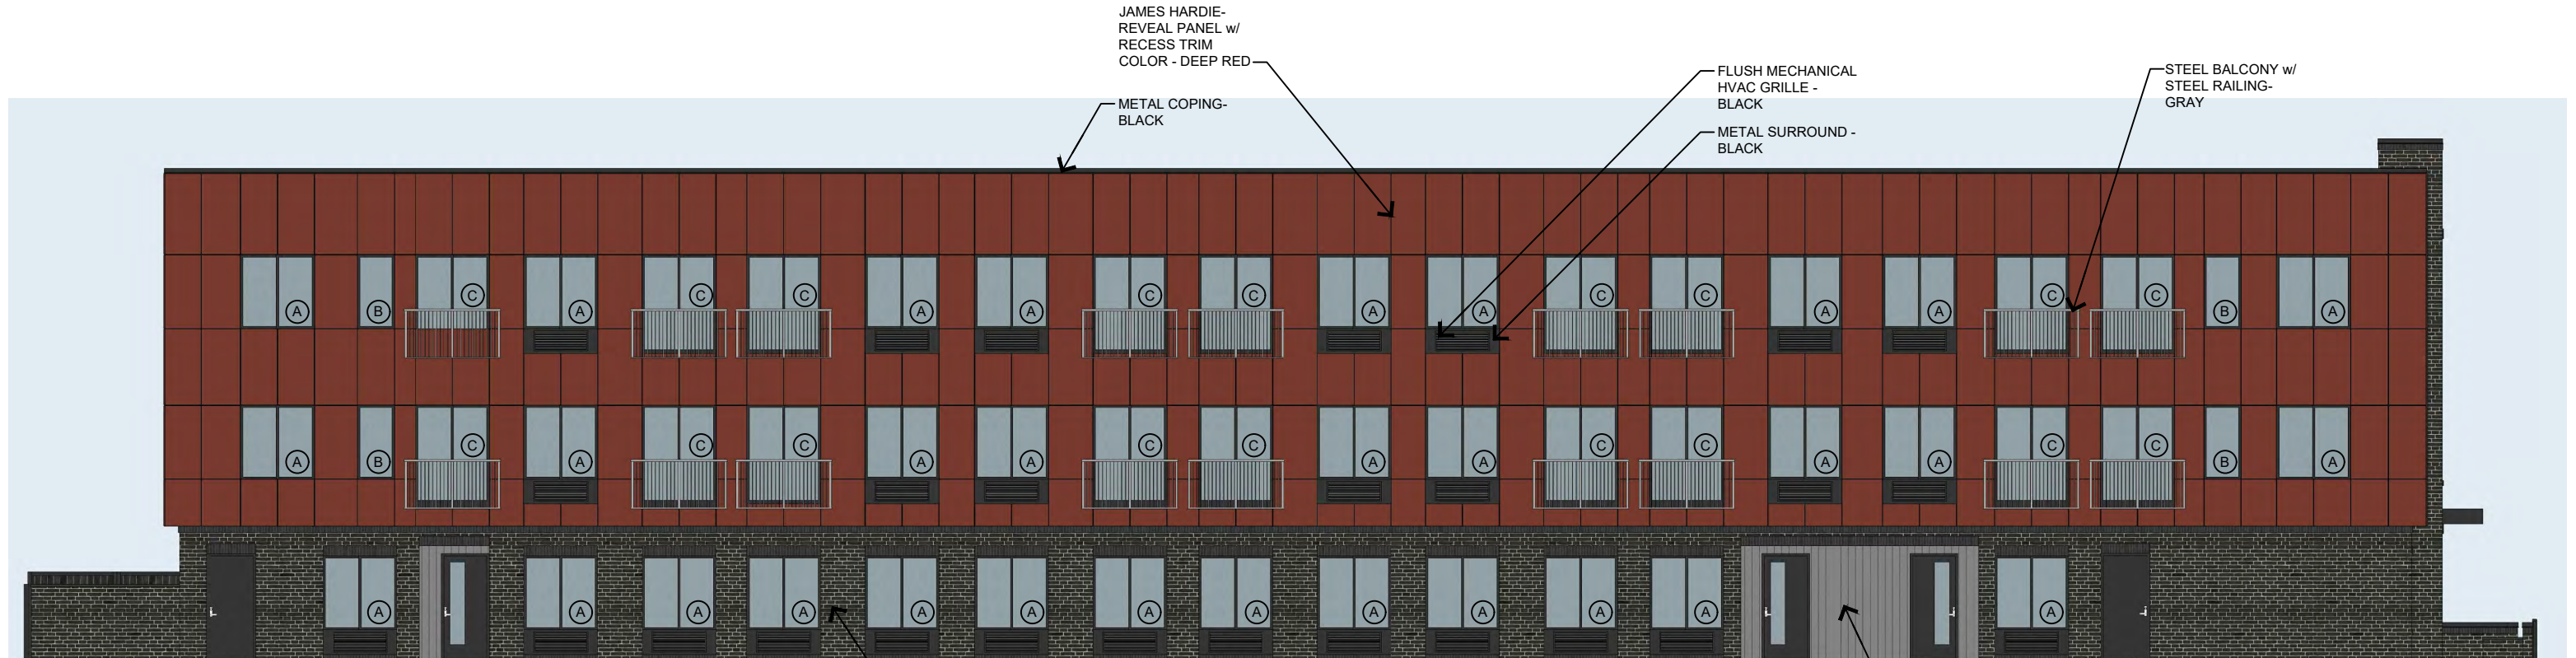 JAMES HARDIE-
REVEAL PANEL w/
RECESS TRIM
COLOR - DEEP RED
METAL COPING-
BLACK
FLUSH MECHANICAL
HVAC GRILLE -
BLACK
METAL SURROUND -
BLACK
STEEL BALCONY w/
STEEL RAILING-
GRAY
A B C A C C A A C C A A C C A A C C B A
A B C A C C A A C C A A C C A A C C B A
A A A A A A A A A A A A A